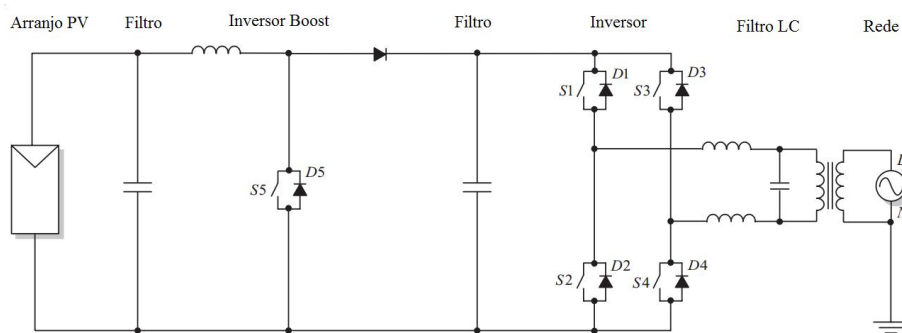 Arranjo PV
Filtro
Inversor Boost
Filtro
Inversor
Filtro LC
Rede
S1
D1
S3
D3
S5
D5
L
N
S2
D2
S4
D4